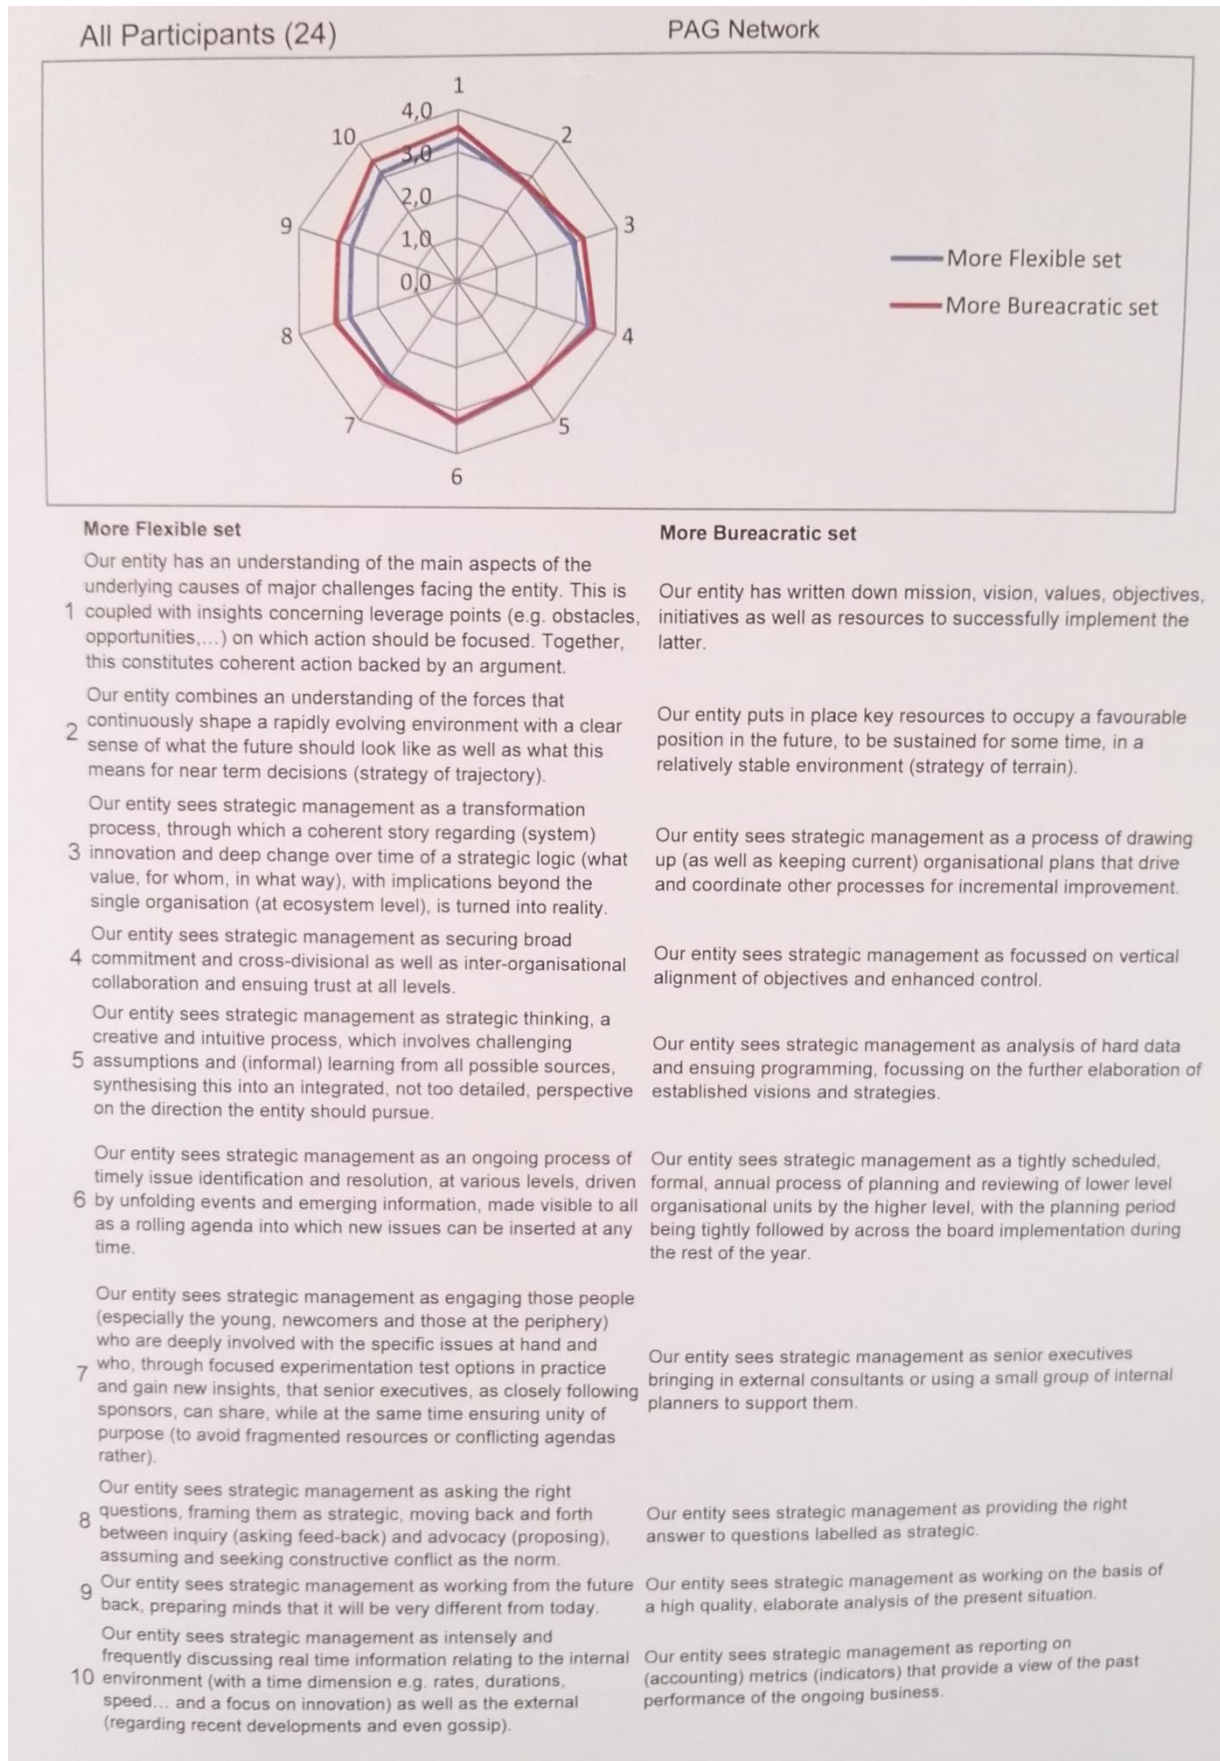 All Participants (24)
PAG Network
1
2
3
4
5
6
7
8
9
10
4,0
3,0
2,0
1,0
0,0
More Flexible set
More Bureacratic set
More Flexible set
Our entity has an understanding of the main aspects of the
underlying causes of major challenges facing the entity. This is
1 coupled with insights concerning leverage points (e.g. obstacles,
opportunities,...) on which action should be focused. Together,
this constitutes coherent action backed by an argument.
Our entity combines an understanding of the forces that
2 continuously shape a rapidly evolving environment with a clear
sense of what the future should look like as well as what this
means for near term decisions (strategy of trajectory).
Our entity sees strategic management as a transformation
process, through which a coherent story regarding (system)
3 innovation and deep change over time of a strategic logic (what
value, for whom, in what way), with implications beyond the
single organisation (at ecosystem level), is turned into reality.
Our entity sees strategic management as securing broad
4 commitment and cross-divisional as well as inter-organisational
collaboration and ensuing trust at all levels.
Our entity sees strategic management as strategic thinking, a
creative and intuitive process, which involves challenging
5 assumptions and (informal) learning from all possible sources,
synthesising this into an integrated, not too detailed, perspective
on the direction the entity should pursue.
Our entity sees strategic management as an ongoing process of
timely issue identification and resolution, at various levels, driven
6 by unfolding events and emerging information, made visible to all
as a rolling agenda into which new issues can be inserted at any
time.
Our entity sees strategic management as engaging those people
(especially the young, newcomers and those at the periphery)
who are deeply involved with the specific issues at hand and
7 who, through focused experimentation test options in practice
and gain new insights, that senior executives, as closely following
sponsors, can share, while at the same time ensuring unity of
purpose (to avoid fragmented resources or conflicting agendas
rather).
Our entity sees strategic management as asking the right
8 questions, framing them as strategic, moving back and forth
between inquiry (asking feed-back) and advocacy (proposing),
assuming and seeking constructive conflict as the norm.
9 Our entity sees strategic management as working from the future
back, preparing minds that it will be very different from today.
Our entity sees strategic management as intensely and
frequently discussing real time information relating to the internal
10 environment (with a time dimension e.g. rates, durations,
speed... and a focus on innovation) as well as the external
(regarding recent developments and even gossip).
More Bureacratic set
Our entity has written down mission, vision, values, objectives,
initiatives as well as resources to successfully implement the
latter.
Our entity puts in place key resources to occupy a favourable
position in the future, to be sustained for some time, in a
relatively stable environment (strategy of terrain).
Our entity sees strategic management as a process of drawing
up (as well as keeping current) organisational plans that drive
and coordinate other processes for incremental improvement.
Our entity sees strategic management as focussed on vertical
alignment of objectives and enhanced control.
Our entity sees strategic management as analysis of hard data
and ensuing programming, focussing on the further elaboration of
established visions and strategies.
Our entity sees strategic management as a tightly scheduled,
formal, annual process of planning and reviewing of lower level
organisational units by the higher level, with the planning period
being tightly followed by across the board implementation during
the rest of the year.
Our entity sees strategic management as senior executives
bringing in external consultants or using a small group of internal
planners to support them.
Our entity sees strategic management as providing the right
answer to questions labelled as strategic.
Our entity sees strategic management as working on the basis of
a high quality, elaborate analysis of the present situation.
Our entity sees strategic management as reporting on
(accounting) metrics (indicators) that provide a view of the past
performance of the ongoing business.